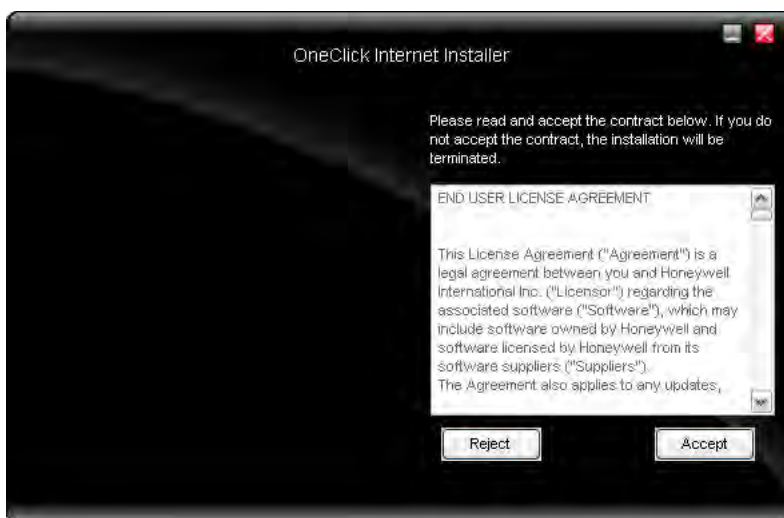 OneClick Internet Installer
Please read and accept the contract below. If you do
not accept the contract, the installation will be
terminated.
END USER LICENSE AGREEMENT
This License Agreement ("Agreement") is a
legal agreement between you and Honeywell
International Inc. ("Licensor") regarding the
associated software ("Software"), which may
include software owned by Honeywell and
software licensed by Honeywell from its
software suppliers ("Suppliers").
The Agreement also applies to any updates,
Reject
Accept